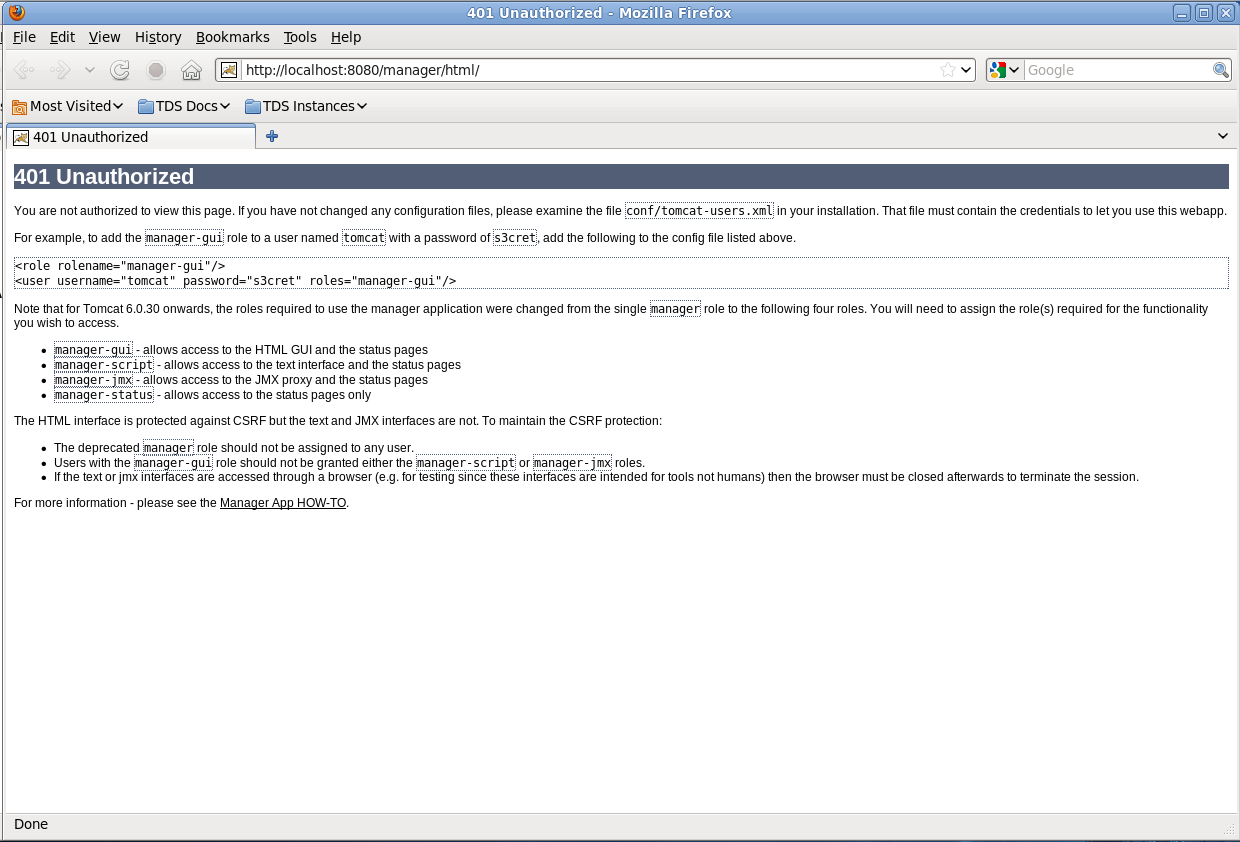 401 Unauthorized - Mozilla Firefox
File Edit View History Bookmarks Tools Help
http://localhost:8080/manager/html/ Google
Most Visited TDS Docs TDS Instances
401 Unauthorized
401 Unauthorized
You are not authorized to view this page. If you have not changed any configuration files, please examine the file conf/tomcat-users.xml in your installation. That file must contain the credentials to let you use this webapp.
For example, to add the manager-gui role to a user named tomcat with a password of s3cret, add the following to the config file listed above.
<role rolename="manager-gui"/>
<user username="tomcat" password="s3cret" roles="manager-gui"/>
Note that for Tomcat 6.0.30 onwards, the roles required to use the manager application were changed from the single manager role to the following four roles. You will need to assign the role(s) required for the functionality
you wish to access.
manager-gui - allows access to the HTML GUI and the status pages
manager-script - allows access to the text interface and the status pages
manager-jmx - allows access to the JMX proxy and the status pages
manager-status - allows access to the status pages only
The HTML interface is protected against CSRF but the text and JMX interfaces are not. To maintain the CSRF protection:
The deprecated manager role should not be assigned to any user.
Users with the manager-gui role should not be granted either the manager-script or manager-jmx roles.
If the text or jmx interfaces are accessed through a browser (e.g. for testing since these interfaces are intended for tools not humans) then the browser must be closed afterwards to terminate the session.
For more information - please see the Manager App HOW-TO.
Done